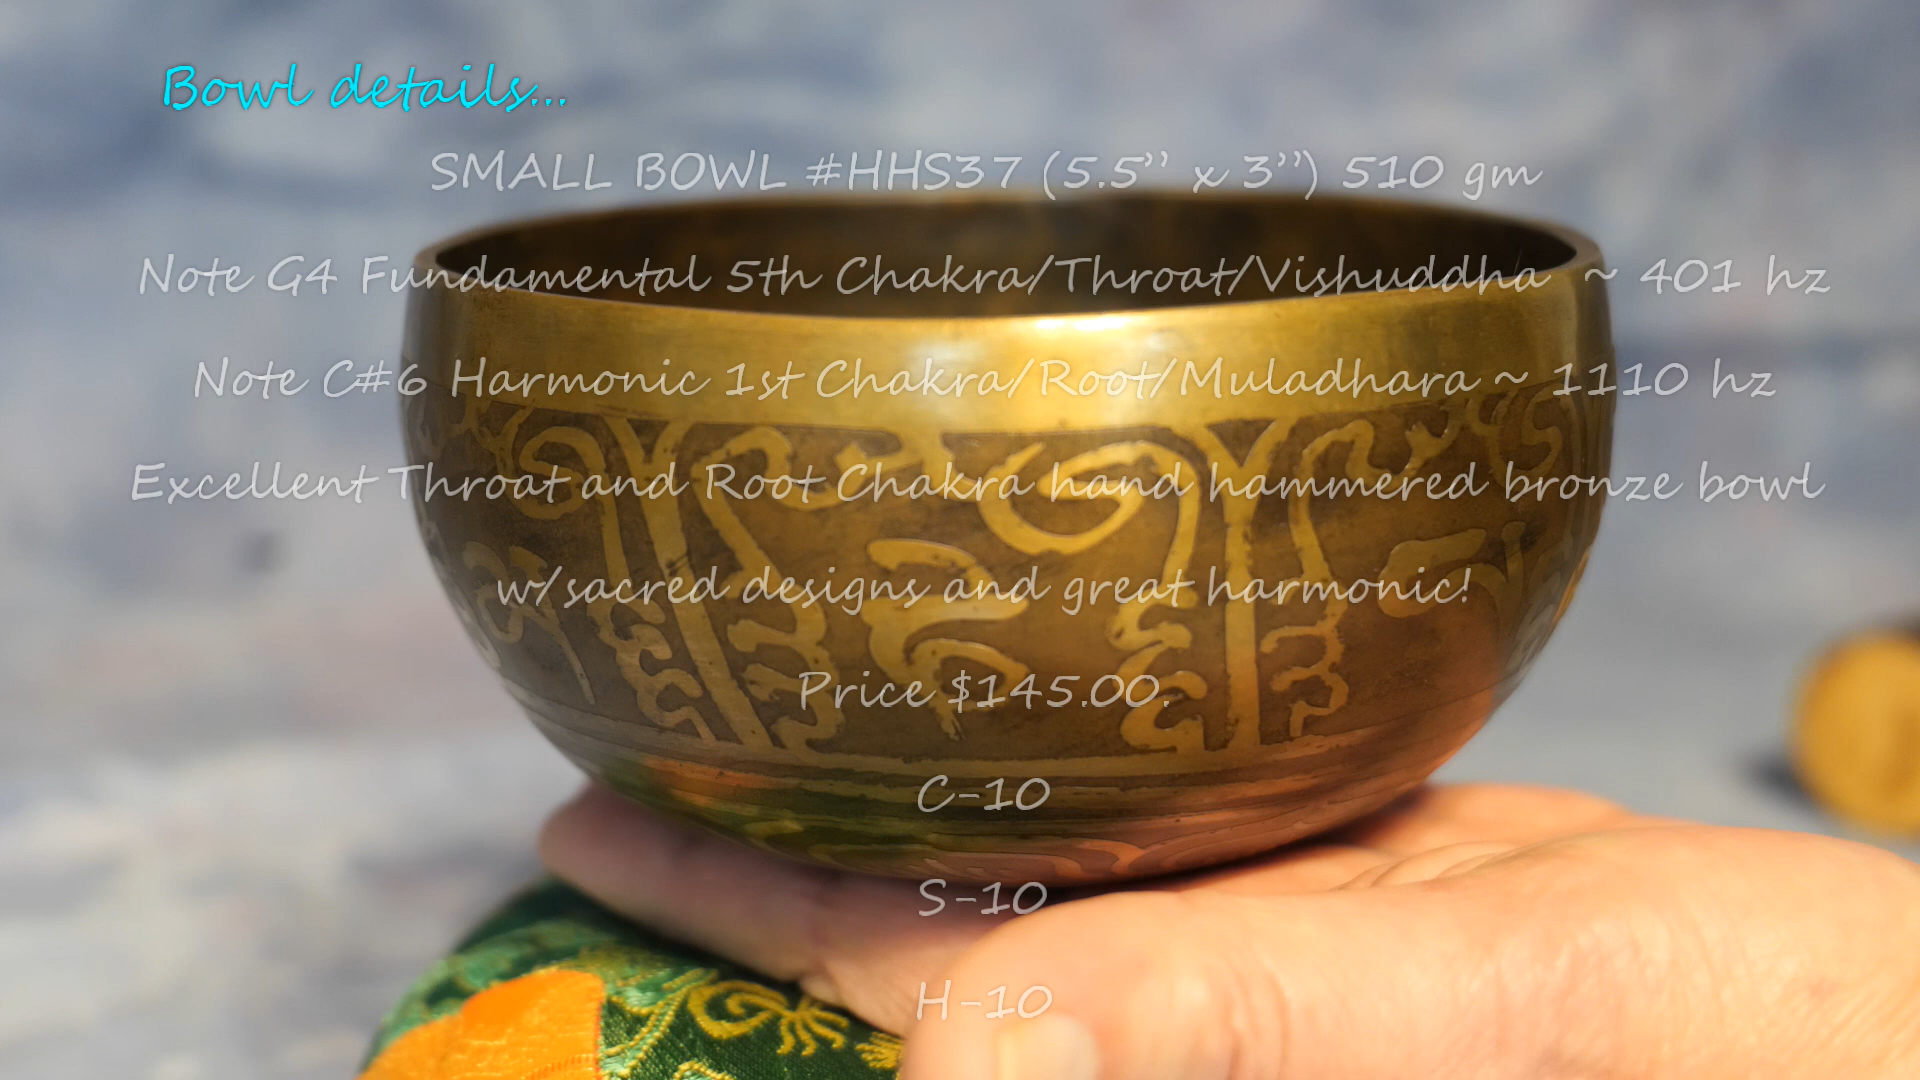 Bowl details...
SMALL BOWL #HHS37 (5.5” x 3”) 510 gm
Note G4 Fundamental 5th Chakra/Throat/Vishuddha ~ 401 hz
Note C#6 Harmonic 1st Chakra/Root/Muladhara ~ 1110 hz
Excellent Throat and Root Chakra hand hammered bronze bowl
w/sacred designs and great harmonic!
Price $145.00.
C-10
S-10
H-10